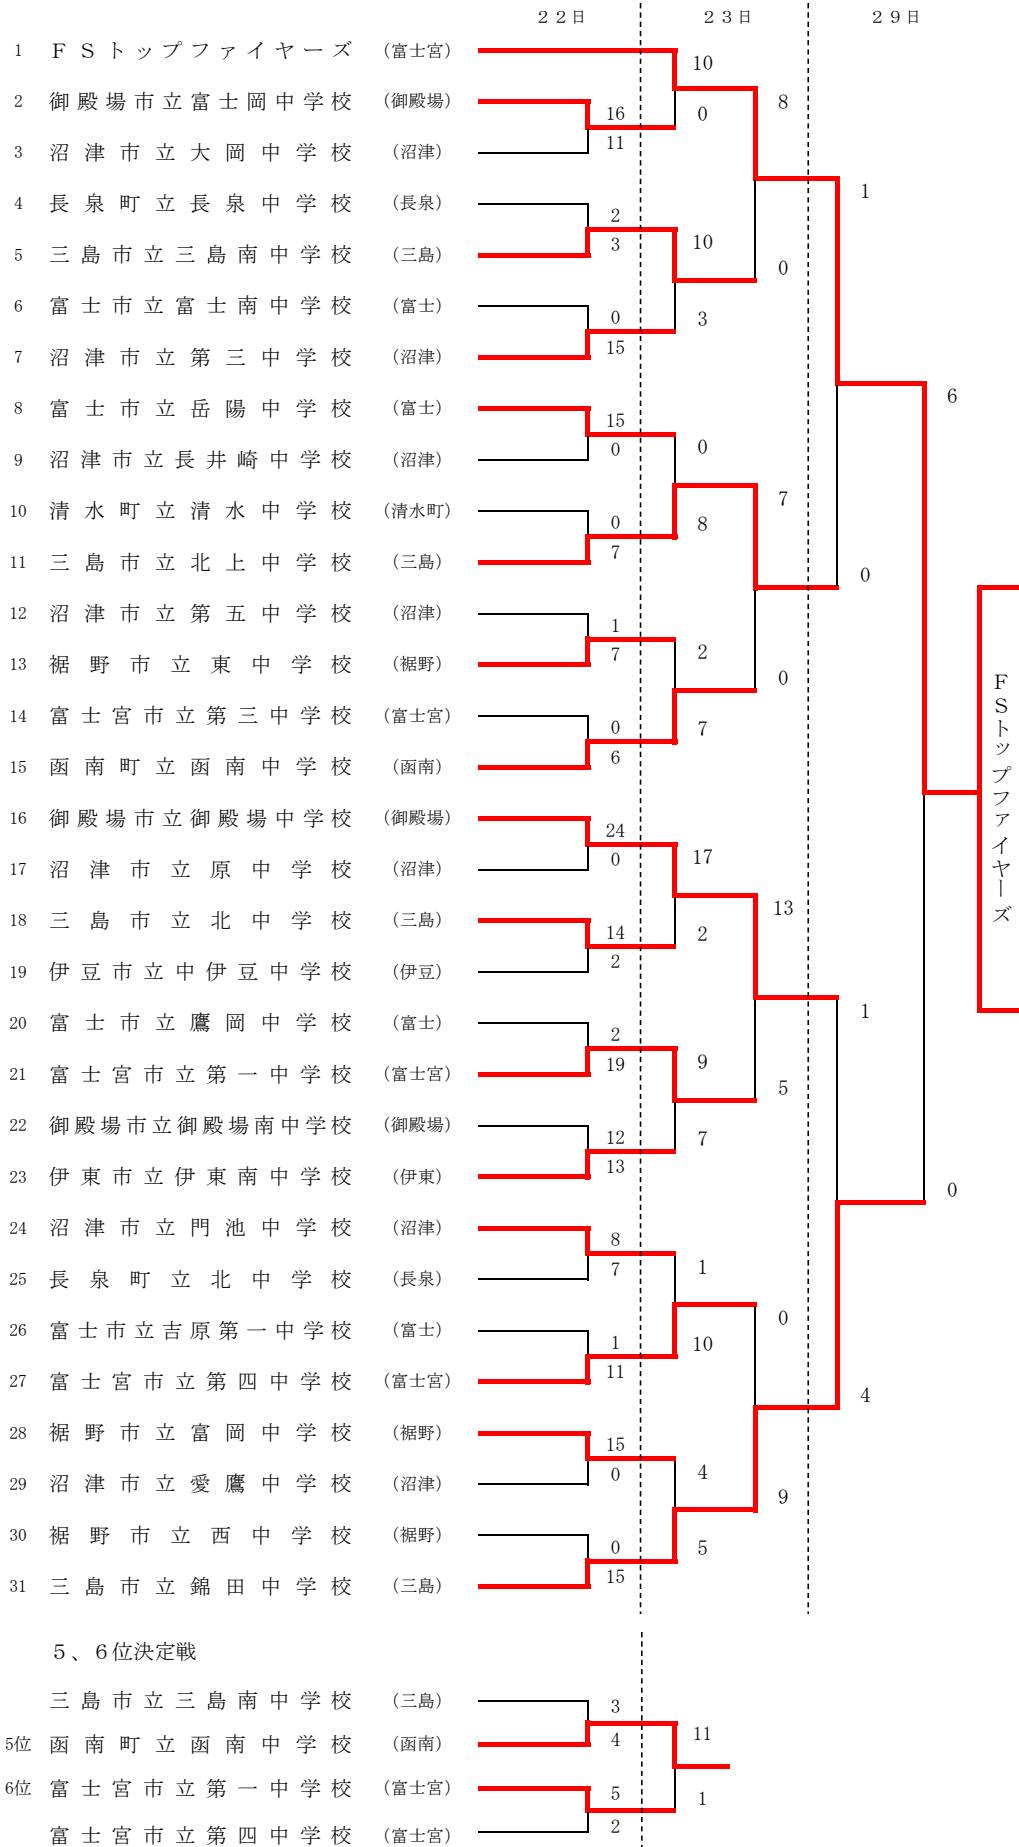 ２２日 ２３日 ２９日
1 ＦＳトップファイヤーズ （富士宮）
10
2 御殿場市立富士岡中学校 （御殿場）
8
16
0
11
3 沼津市立大岡中学校 （沼津）
1
4 長泉町立長泉中学校 （長泉）
2
10
3
5 三島市立三島南中学校 （三島）
0
6 富士市立富士南中学校 （富士）
0
3
15
7 沼津市立第三中学校 （沼津）
6
8 富士市立岳陽中学校 （富士）
15
0
0
9 沼津市立長井崎中学校 （沼津）
7
10 清水町立清水中学校 （清水町）
0
8
7
11 三島市立北上中学校 （三島）
0
12 沼津市立第五中学校 （沼津）
1
2
7
13 裾野市立東中学校 （裾野）
0
14 富士宮市立第三中学校 （富士宮）
0
7
6
15 函南町立函南中学校 （函南）
ＦＳトップファイヤーズ
16 御殿場市立御殿場中学校 （御殿場）
24
17
0
17 沼津市立原中学校 （沼津）
13
18 三島市立北中学校 （三島）
14
2
2
19 伊豆市立中伊豆中学校 （伊豆）
1
20 富士市立鷹岡中学校 （富士）
2
9
19
21 富士宮市立第一中学校 （富士宮）
5
22 御殿場市立御殿場南中学校 （御殿場）
12
7
13
23 伊東市立伊東南中学校 （伊東）
0
24 沼津市立門池中学校 （沼津）
8
1
7
25 長泉町立北中学校 （長泉）
0
26 富士市立吉原第一中学校 （富士）
1
10
11
27 富士宮市立第四中学校 （富士宮）
4
28 裾野市立富岡中学校 （裾野）
15
4
0
29 沼津市立愛鷹中学校 （沼津）
9
30 裾野市立西中学校 （裾野）
0
5
15
31 三島市立錦田中学校 （三島）
５、６位決定戦
三島市立三島南中学校 （三島）
3
11
4
5位 函南町立函南中学校 （函南）
6位 富士宮市立第一中学校 （富士宮）
5
1
2
富士宮市立第四中学校 （富士宮）